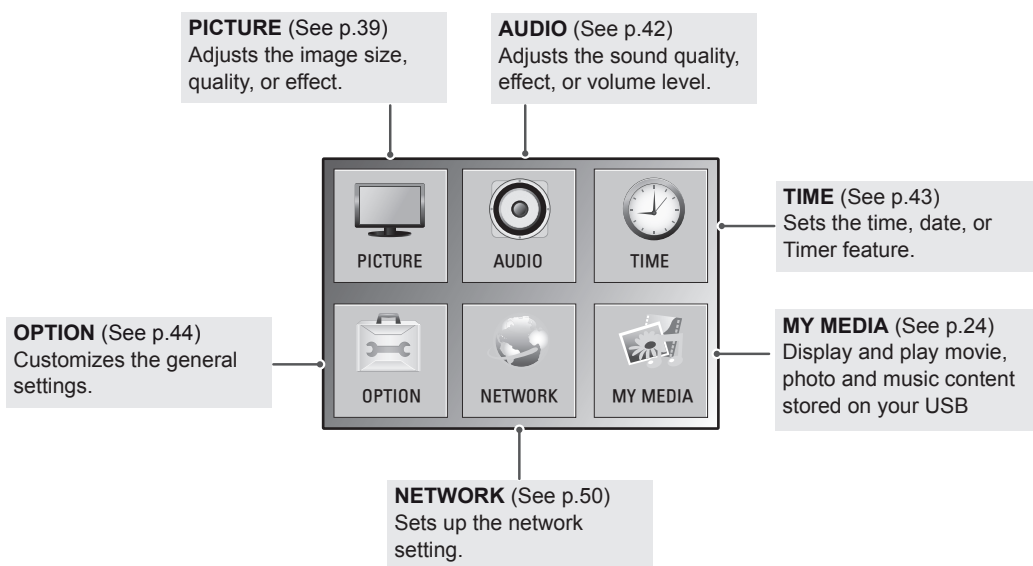 PICTURE (See p.39)
Adjusts the image size,
quality, or effect.
AUDIO (See p.42)
Adjusts the sound quality,
effect, or volume level.
PICTURE
AUDIO
TIME
TIME (See p.43)
Sets the time, date, or
Timer feature.
OPTION (See p.44)
Customizes the general
settings.
OPTION
NETWORK
MY MEDIA
MY MEDIA (See p.24)
Display and play movie,
photo and music content
stored on your USB
NETWORK (See p.50)
Sets up the network
setting.